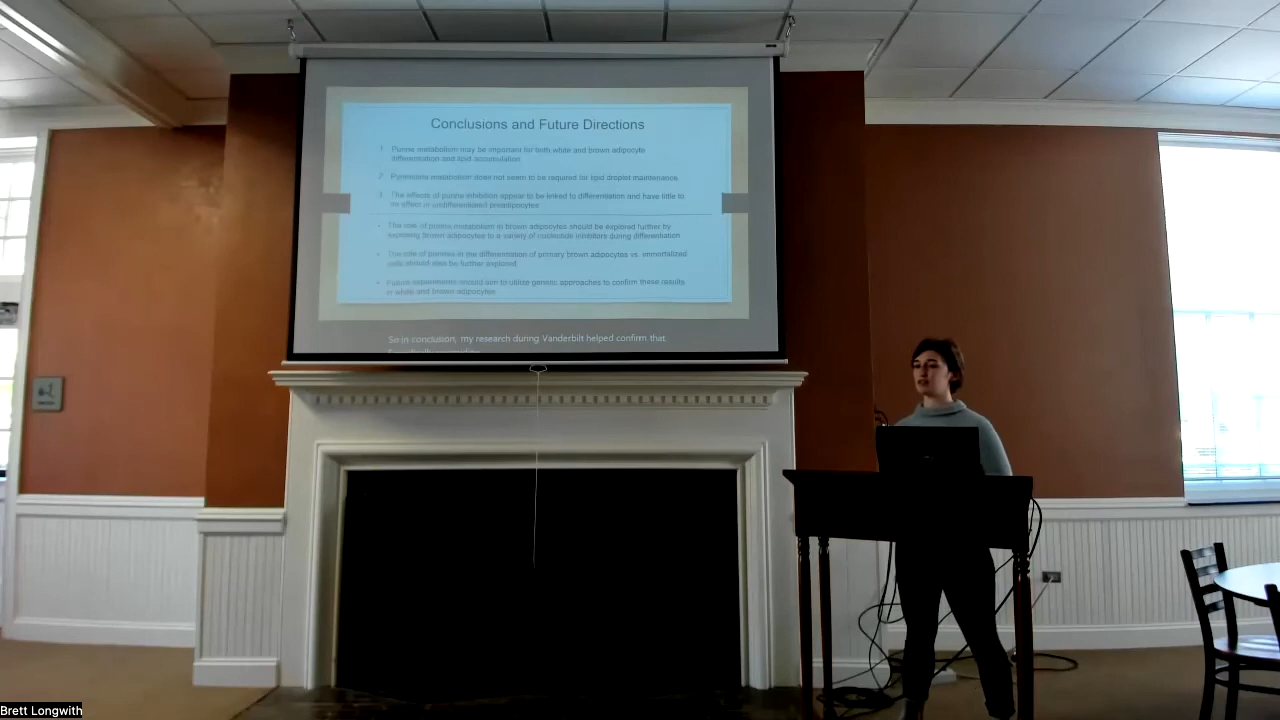 Conclusions and Future Directions
1. Purine metabolism may be important for both white and brown adipocyte
differentiation and lipid accumulation
2. Pyrimidine metabolism does not seem to be required for lipid droplet maintenance.
3. The effects of purine inhibition appear to be linked to differentiation and have little to
no effect in undifferentiated preadipocytes
• The role of purine metabolism in brown adipocytes should be explored further by
exposing brown adipocytes to a variety of nucleotide inhibitors during differentiation
• The role of purines in the differentiation of primary brown adipocytes vs. immortalized
cells should also be further explored.
• Future experiments should aim to utilize genetic approaches to confirm these results
in white and brown adipocytes
So in conclusion, my research during Vanderbilt helped confirm that
Brett Longwith